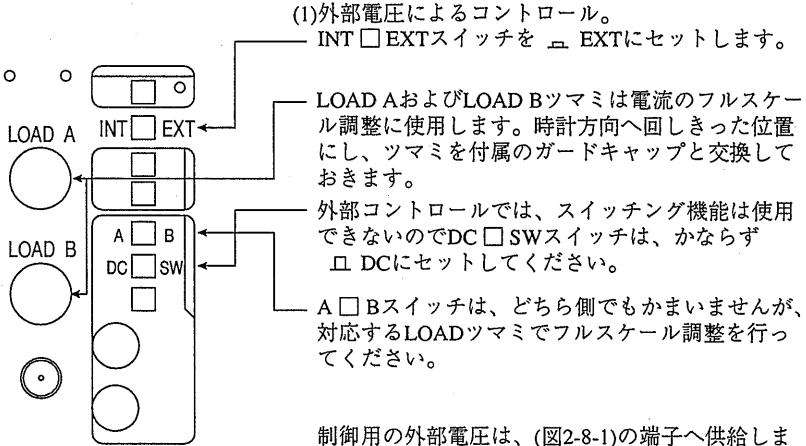 (1)外部電圧によるコントロール。
INT □ EXTスイッチを ▂ EXTにセットします。
LOAD AおよびLOAD Bツマミは電流のフルスケー
ル調整に使用します。時計方向へ回しきった位置
にし、ツマミを付属のガードキャップと交換して
おきます。
外部コントロールでは、スイッチング機能は使用
できないのでDC □ SWスイッチは、かならず
DCにセットしてください。
A □ Bスイッチは、どちら側でもかまいませんが、
対応するLOADツマミでフルスケール調整を行っ
てください。
制御用の外部電圧は、(図2-8-1)の端子へ供給しま
LOAD A
INT □ EXT
LOAD B
A □ B
DC □ SW